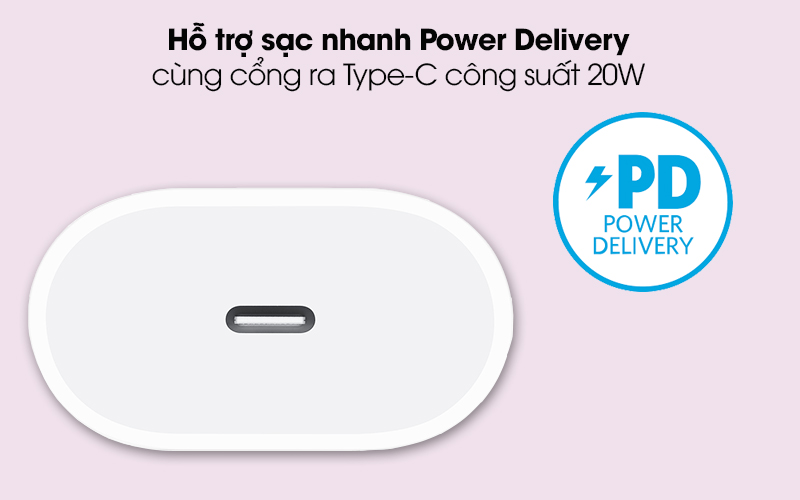 Hỗ trợ sạc nhanh Power Delivery
cùng cổng ra Type-C công suất 20W
PD
POWER
DELIVERY